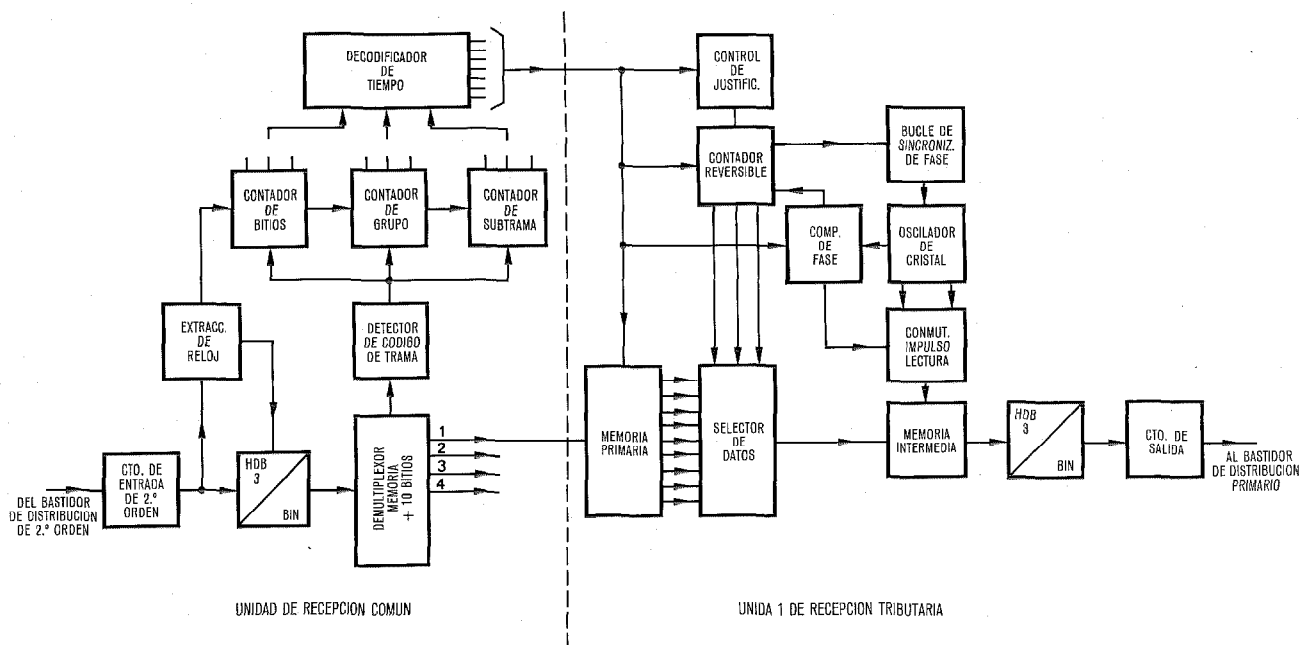 DECODIFICADOR
DE
TIEMPO
CONTADOR
DE
BITIOS
CONTADOR
DE
GRUPO
CONTADOR
DE
SUBTRAMA
EXTRACC.
DE
RELOJ
DETECTOR
DE CODIGO
DE TRAMA
CTO. DE
ENTRADA
DE 2.º
ORDEN
HDB
3
BIN
DENULTIPLEXOR
MEMORIA
+ 10 BITIOS
1
2
3
4
DEL BASTIDOR
DE DISTRIBUCIÓN
DE 2.º ORDEN
UNIDAD DE RECEPCION COMUN
CONTROL
DE
JUSTIFIC.
CONTADOR
REVERSIBLE
BUCLE DE
SINCRONIZ.
DE FASE
COMP.
DE
FASE
OSCILADOR
DE
CRISTAL
CONMUT.
IMPULSO
LECTURA
MEMORIA
PRIMARIA
SELECTOR
DE
DATOS
MEMORIA
INTERMEDIA
HDB
3
BIN
CTO. DE
SALIDA
AL BASTIDOR
DE DISTRIBUCION
PRIMARIO
UNIDA 1 DE RECEPCION TRIBUTARIA